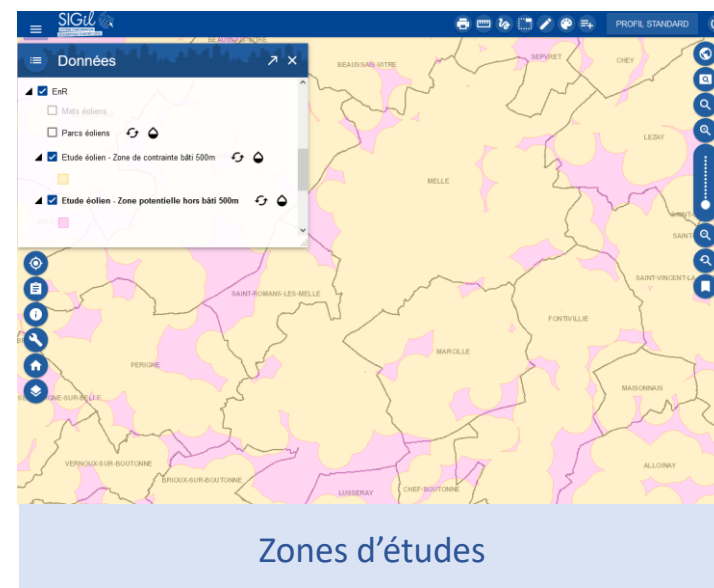 SIGil
PROFIL STANDARD
Données
EnR
Mats éoliens
Parcs éoliens
Etude éolien - Zone de contrainte bâti 500m
Etude éolien - Zone potentielle hors bâti 500m
BEAUSSAIS-VITRE
SEPVRET
CHEY
LEZAY
MELLE
SAINT-
SAINT-VINCENT-LA-
SAINT-ROMANS-LES-MELLE
FONTIVILLIE
MARCILLE
PERIGNE
MAISONNAIS
VERNOUX-SUR-BOUTONNE
BRIOUX-SUR-BOUTONNE
LUSSERAY
CHEF-BOUTONNE
ALLOINAY
Zones d'études